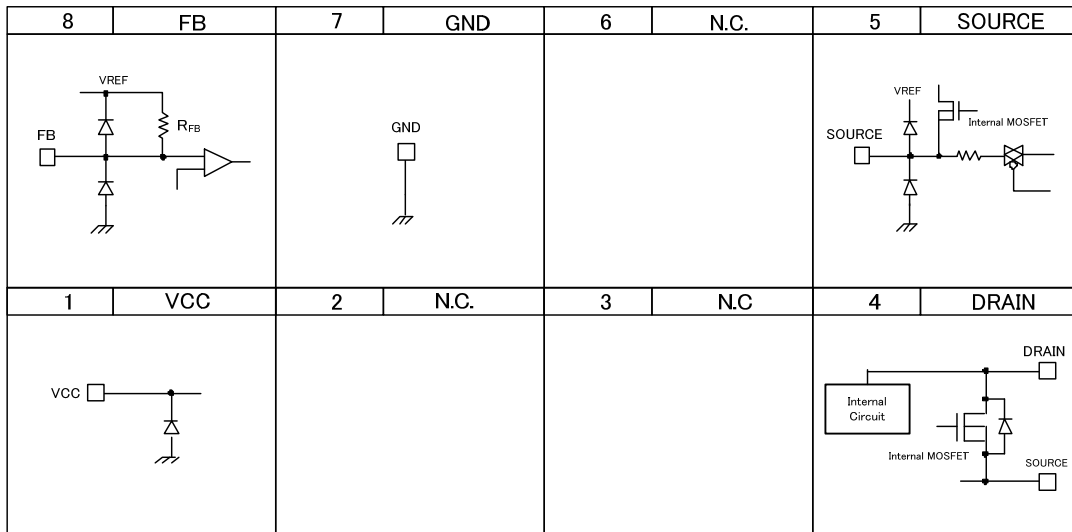 8 FB 7 GND 6 N.C. 5 SOURCE
VREF
FB
RFB
GND
VREF
SOURCE
Internal MOSFET
1 VCC 2 N.C. 3 N.C 4 DRAIN
VCC
DRAIN
Internal
Circuit
Internal MOSFET
SOURCE